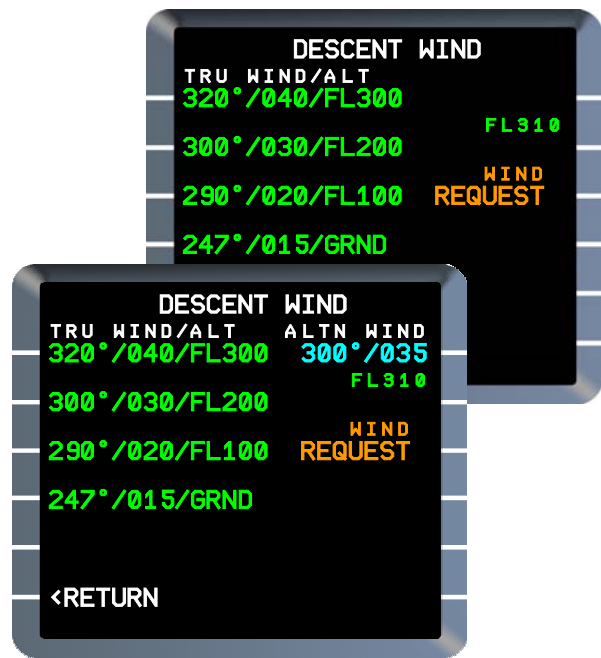 DESCENT WIND
TRU WIND/ALT
320°/040/FL300
FL310
300°/030/FL200
WIND
290°/020/FL100 REQUEST
247°/015/GRND
DESCENT WIND
TRU WIND/ALT ALTN WIND
320°/040/FL300 300°/035
FL310
300°/030/FL200
WIND
290°/020/FL100 REQUEST
247°/015/GRND
<RETURN